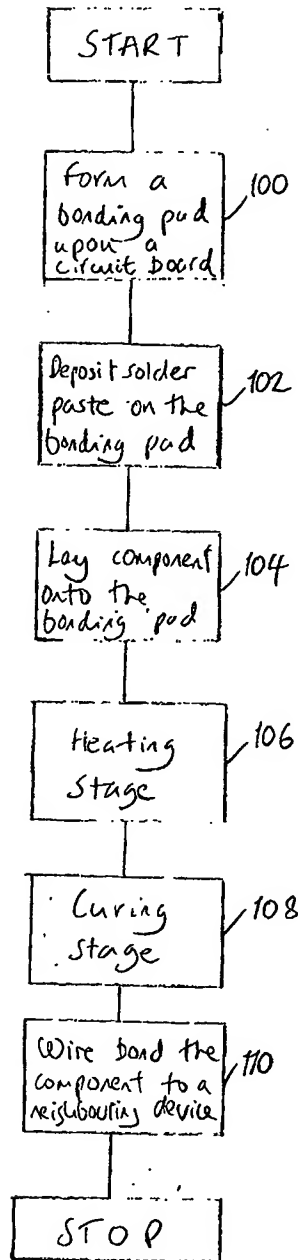 START
Form a
bonding pad
upon a
circuit board
100
Deposit solder
paste on the
bonding pad
102
Lay component
onto the
bonding pad
104
Heating
Stage
106
Curing
Stage
108
Wire bond the
component to a
neighbouring device
110
STOP